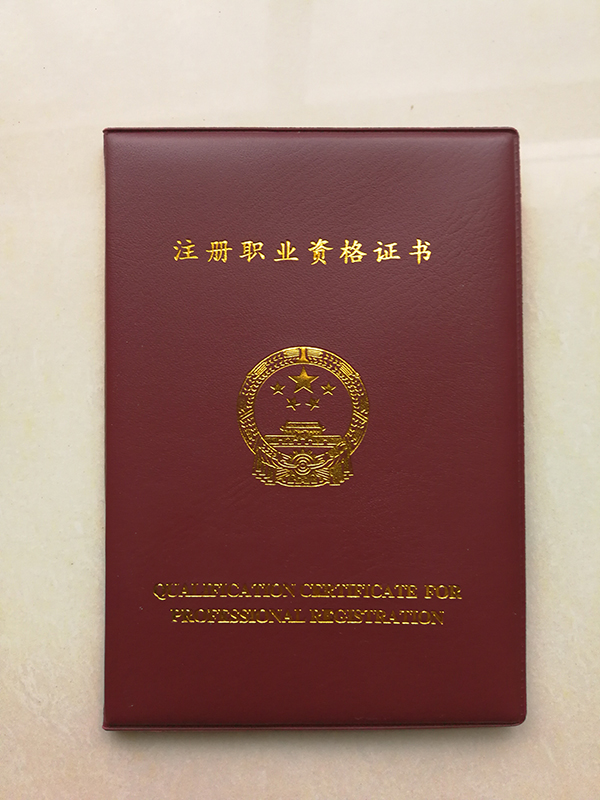 注册职业资格证书
QUALIFICATION CERTIFICATE FOR
PROFESSIONAL REGISTRATION